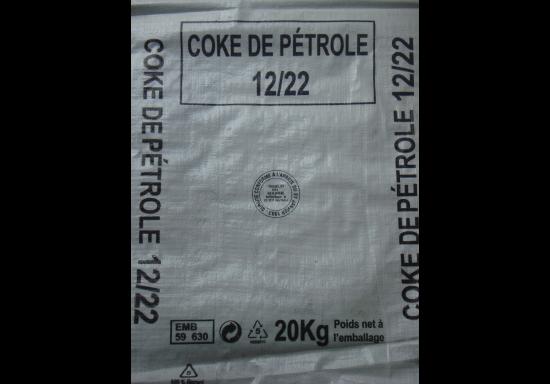 COKE DE PÉTROLE
12/22
COKE DE PÉTROLE 12/22
COKE DE PÉTROLE 12/22
EMB
59 630
5
20Kg
Poids net à
l'emballage
5